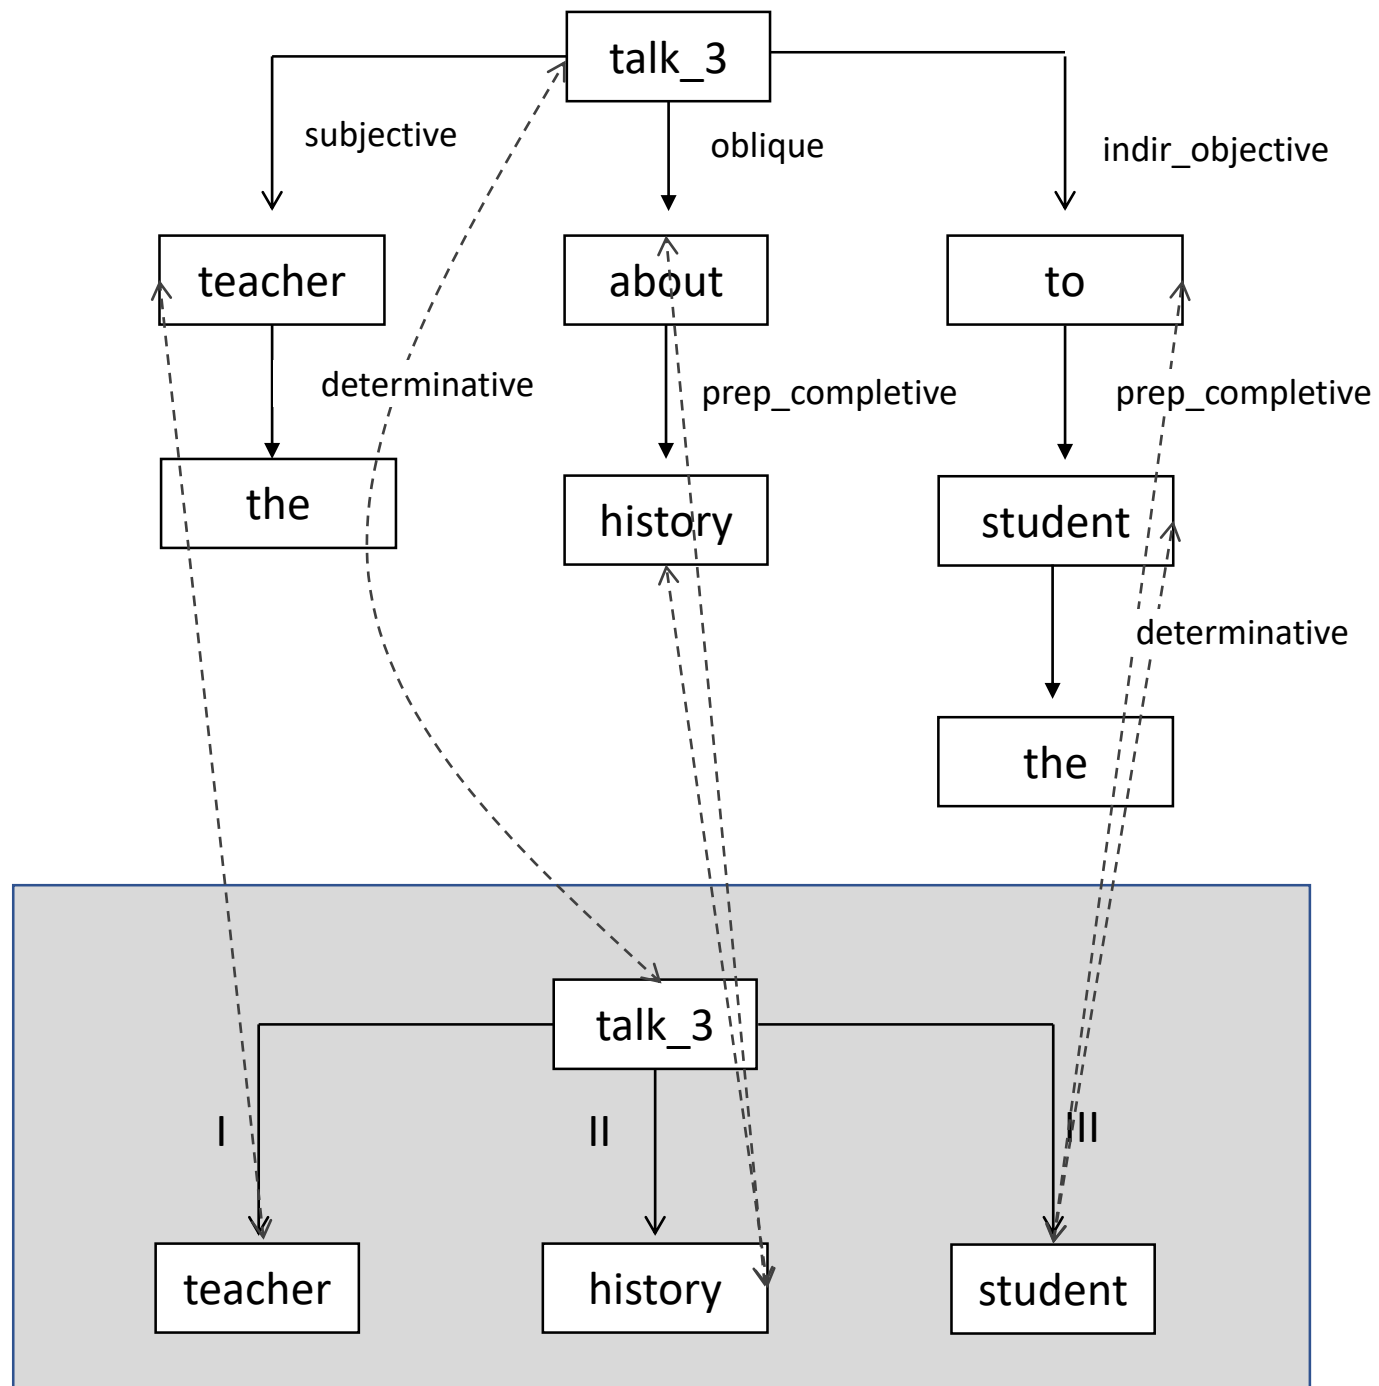 talk_3
subjective
oblique
indir_objective
teacher
about
to
determinative
prep_completive
prep_completive
the
history
student
determinative
the
talk_3
I
II
III
teacher
history
student